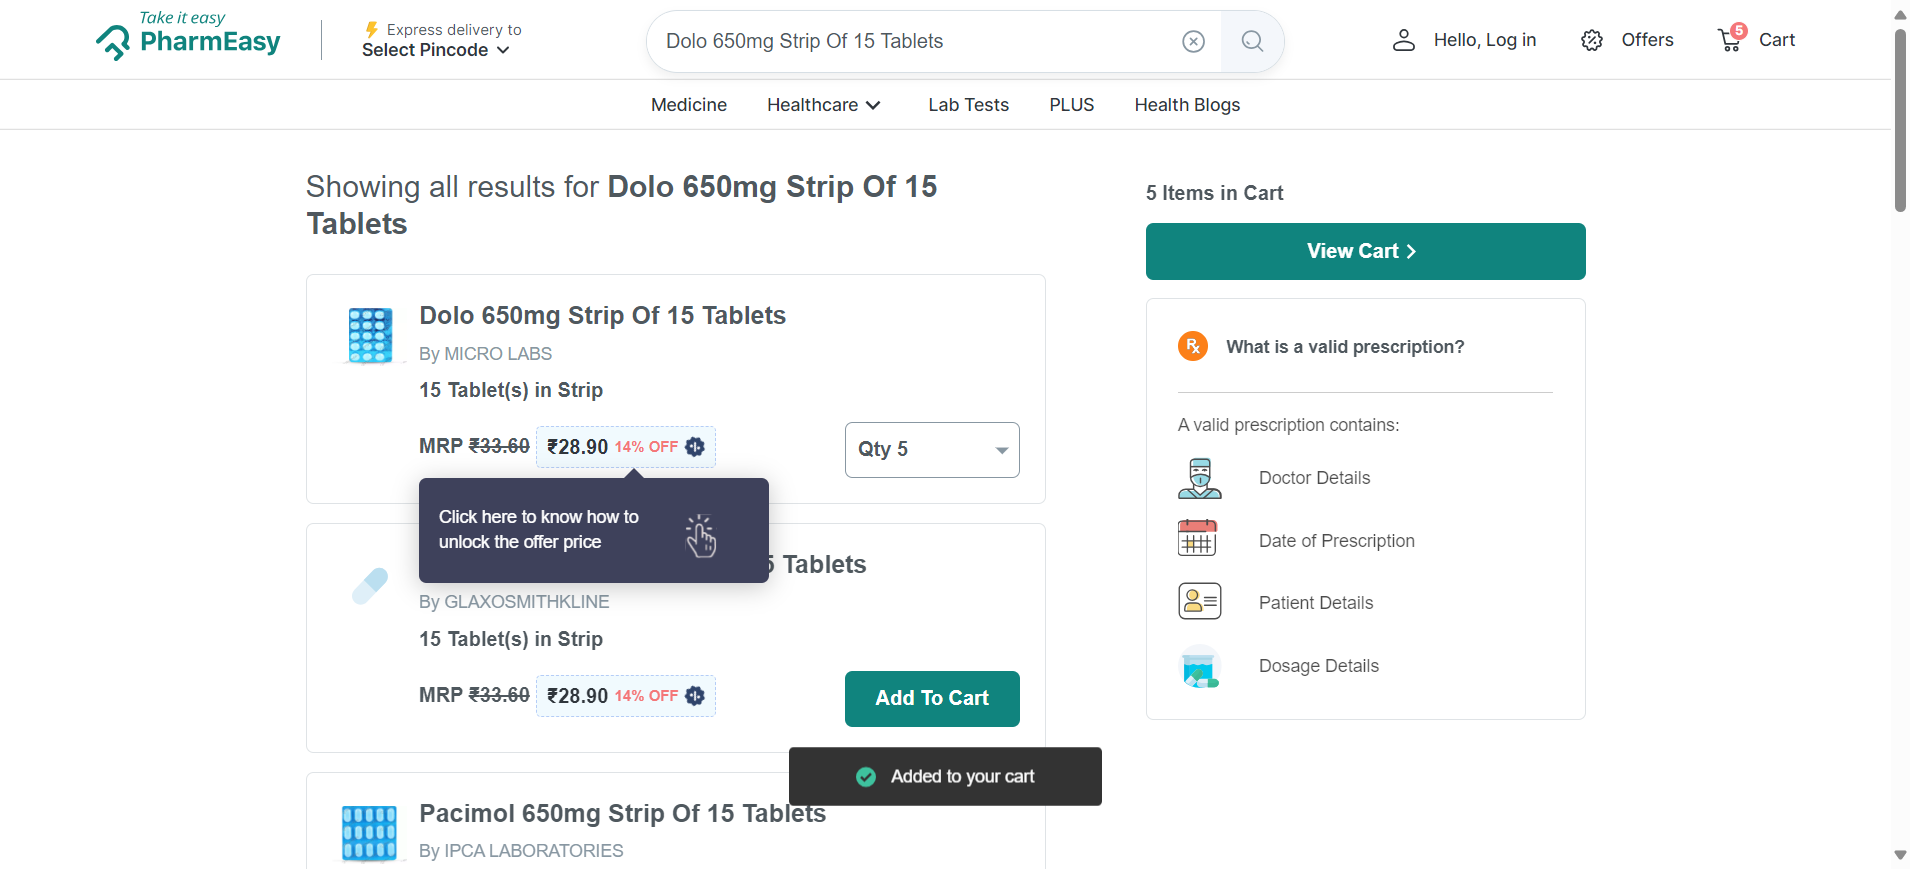 Take it easy
PharmEasy
Express delivery to
Select Pincode
Dolo 650mg Strip Of 15 Tablets
Hello, Log in
Offers
5
Cart
Medicine
Healthcare
Lab Tests
PLUS
Health Blogs
Showing all results for Dolo 650mg Strip Of 15
Tablets
Dolo 650mg Strip Of 15 Tablets
By MICRO LABS
15 Tablet(s) in Strip
MRP ₹33.60 ₹28.90 14% OFF
Qty 5
Click here to know how to
unlock the offer price
Tablets
By GLAXOSMITHKLINE
15 Tablet(s) in Strip
MRP ₹33.60 ₹28.90 14% OFF
Add To Cart
Added to your cart
Pacimol 650mg Strip Of 15 Tablets
By IPCA LABORATORIES
5 Items in Cart
View Cart
Rx
What is a valid prescription?
A valid prescription contains:
Doctor Details
Date of Prescription
Patient Details
Dosage Details